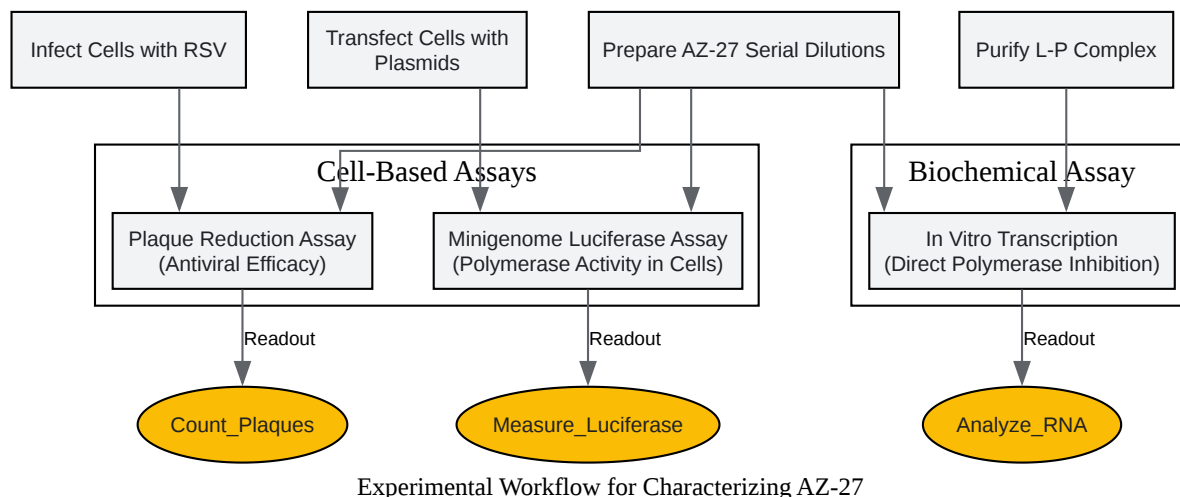 Infect Cells with RSV
Transfect Cells with
Plasmids
Prepare AZ-27 Serial Dilutions
Purify L-P Complex
Cell-Based Assays
Biochemical Assay
Plaque Reduction Assay
(Antiviral Efficacy)
Minigenome Luciferase Assay
(Polymerase Activity in Cells)
In Vitro Transcription
(Direct Polymerase Inhibition)
Readout
Readout
Readout
Count_Plaques
Measure_Luciferase
Analyze_RNA
Experimental Workflow for Characterizing AZ-27